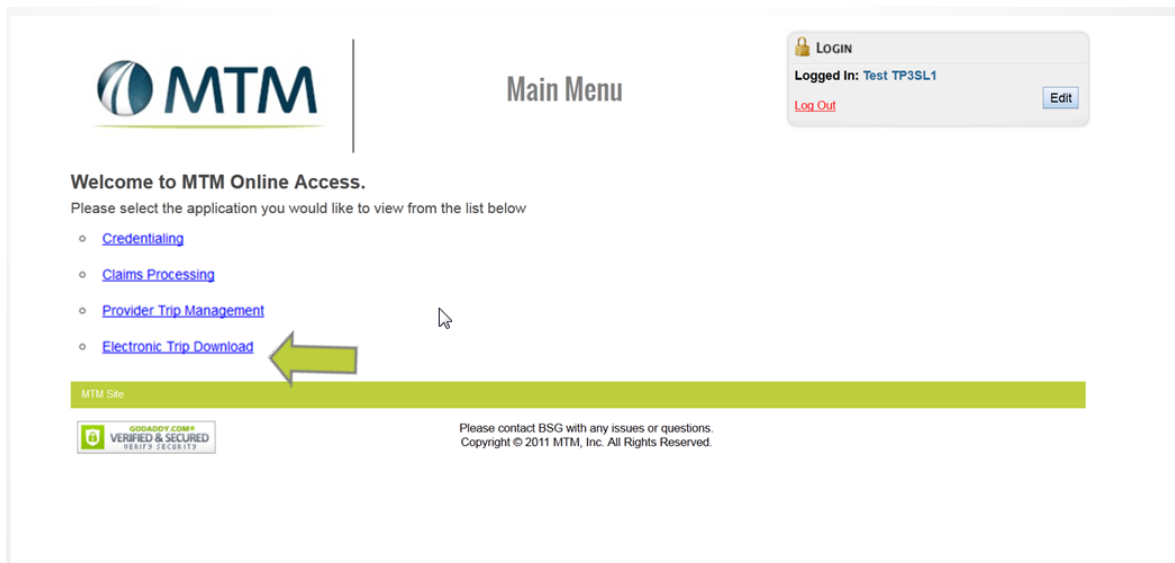 MTM
Main Menu
LOGIN
Logged In: Test TP3SL1
Log Out
Edit
Welcome to MTM Online Access.
Please select the application you would like to view from the list below
Credentialing
Claims Processing
Provider Trip Management
Electronic Trip Download
MTM Site
GODADDY.COM®
VERIFIED & SECURED
VERIFY SECURITY
Please contact BSG with any issues or questions.
Copyright © 2011 MTM, Inc. All Rights Reserved.